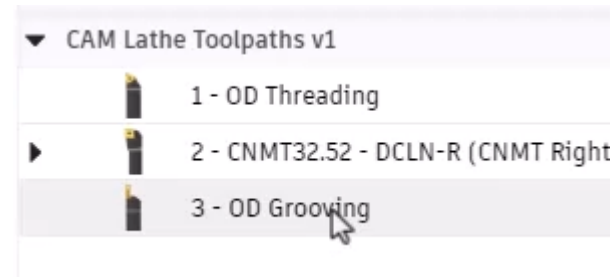 CAM Lathe Toolpaths v1
1 - OD Threading
2 - CNMT32.52 - DCLN-R (CNMT Right
3 - OD Grooving